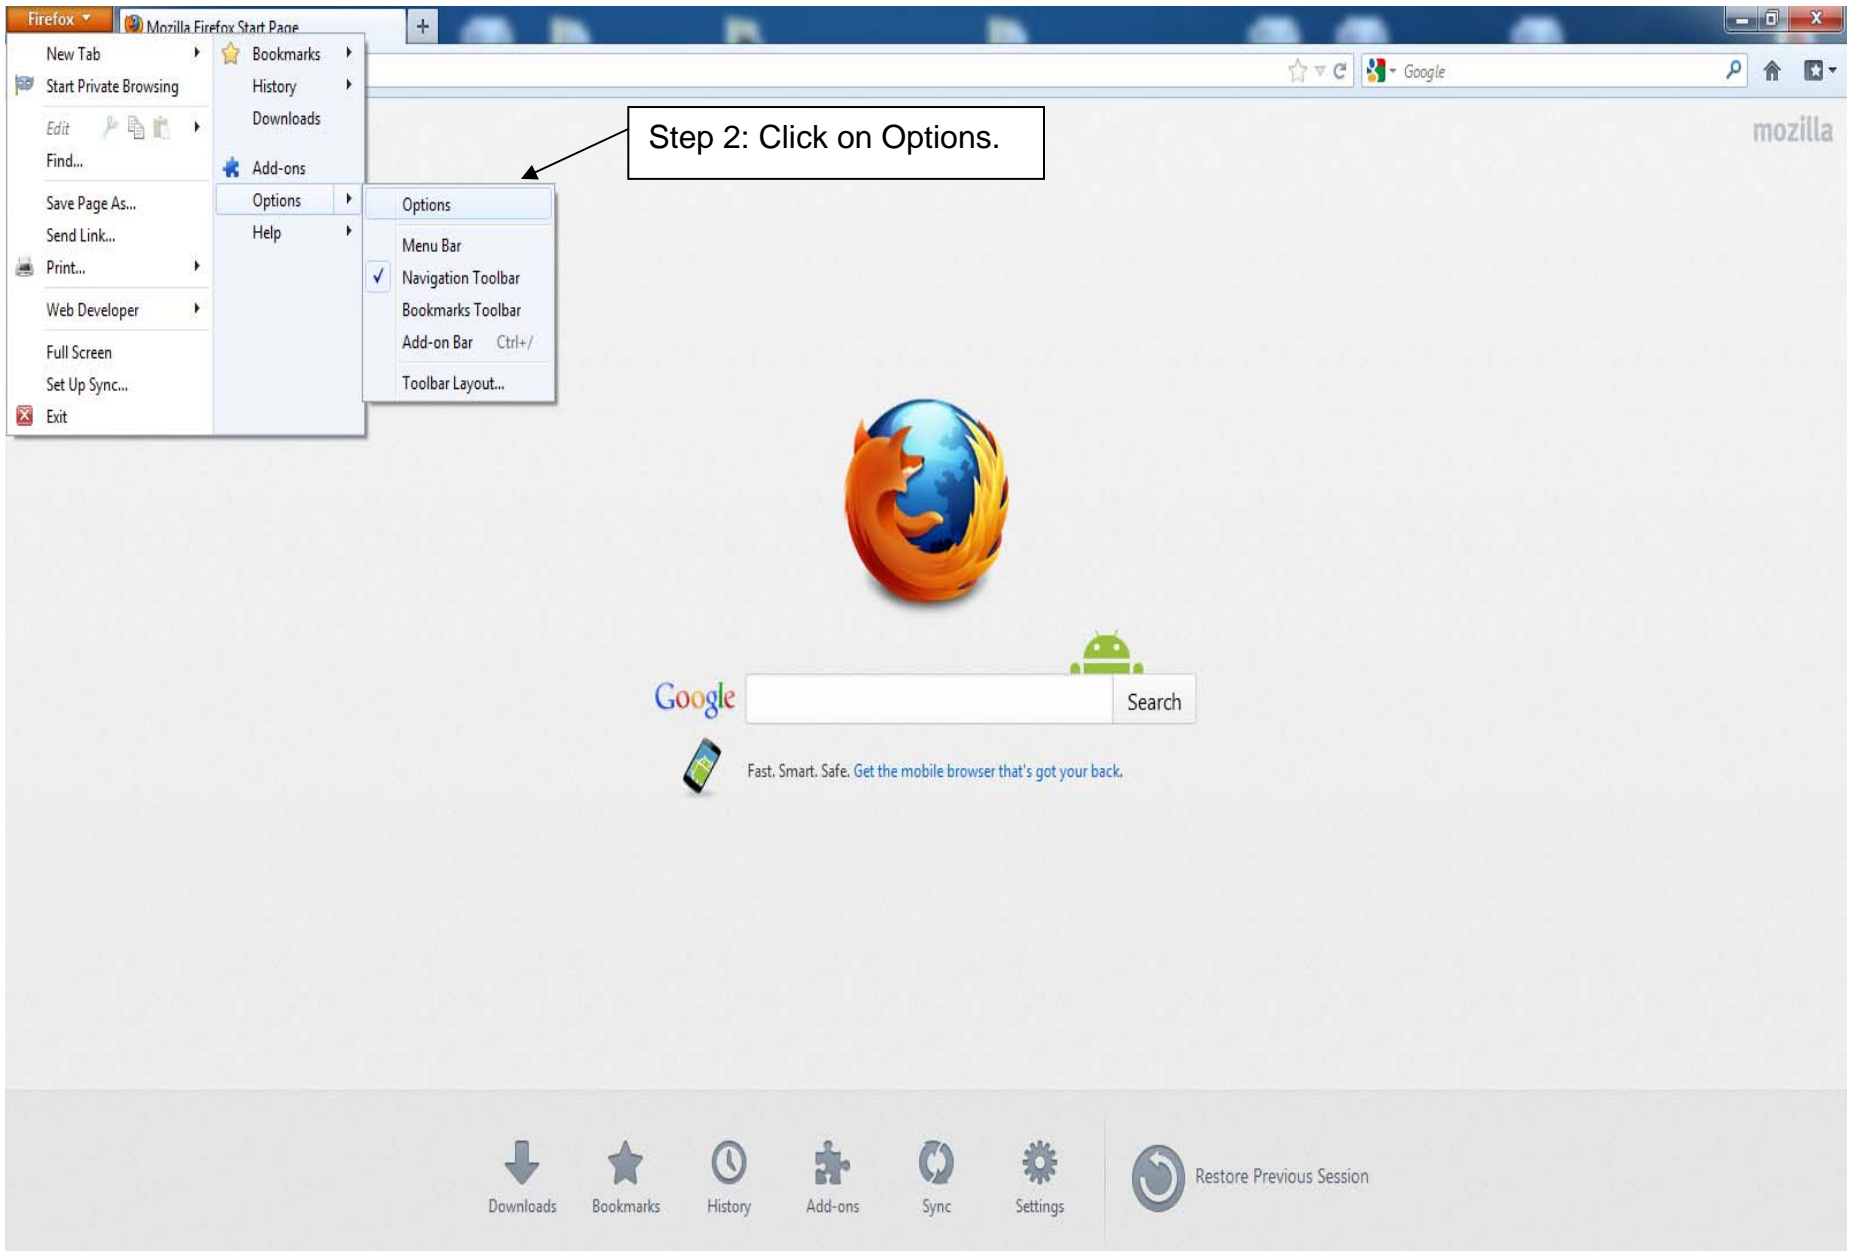 Firefox
Mozilla Firefox Start Page
+
New Tab
Start Private Browsing
Edit
Find...
Save Page As...
Send Link...
Print...
Web Developer
Full Screen
Set Up Sync...
Exit
Bookmarks
History
Downloads
Add-ons
Options
Help
Options
Menu Bar
Navigation Toolbar
Bookmarks Toolbar
Add-on Bar Ctrl+/
Toolbar Layout...
Google
Step 2: Click on Options.
mozilla
Google
Search
Fast. Smart. Safe. Get the mobile browser that's got your back.
Downloads
Bookmarks
History
Add-ons
Sync
Settings
Restore Previous Session